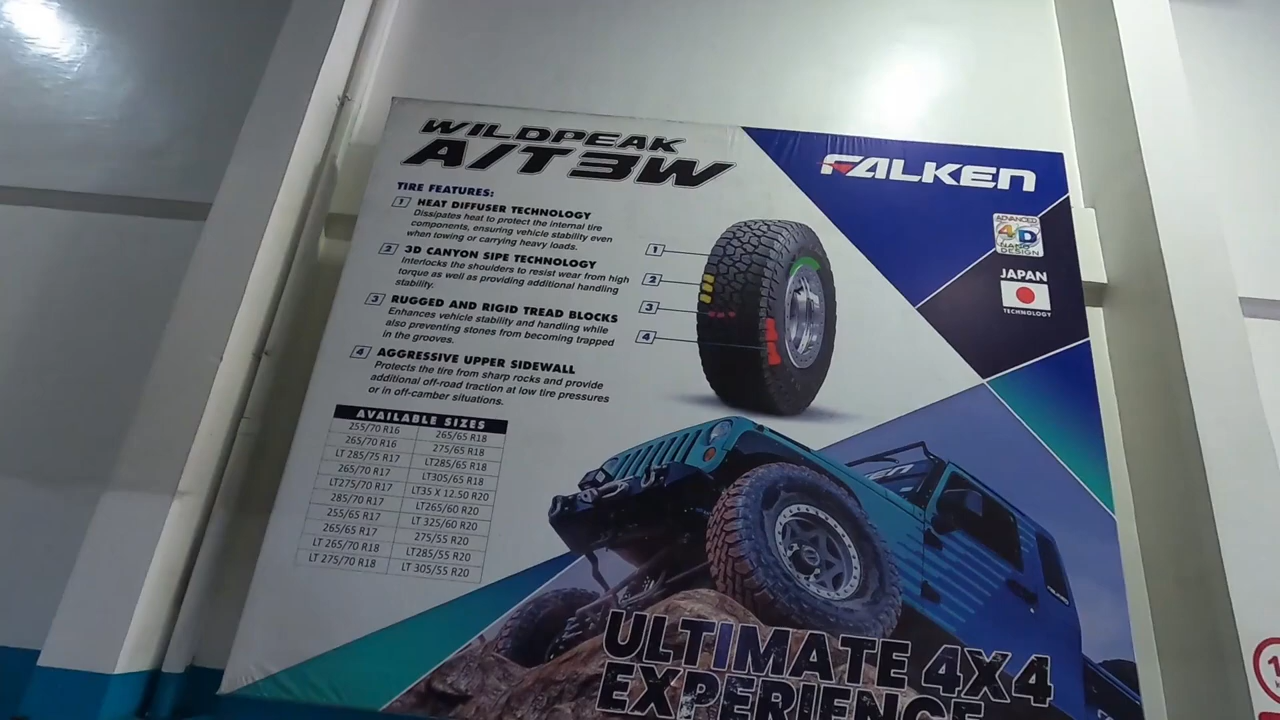 WILDPEAK
A/T3W
FALKEN
ADVANCED
4D
NANO
DESIGN
JAPAN
TECHNOLOGY
TIRE FEATURES:
1 HEAT DIFFUSER TECHNOLOGY
Dissipates heat to protect the internal tire
components, ensuring vehicle stability even
when towing or carrying heavy loads.
2 3D CANYON SIPE TECHNOLOGY
Interlocks the shoulders to resist wear from high
torque as well as providing additional handling
stability.
3 RUGGED AND RIGID TREAD BLOCKS
Enhances vehicle stability and handling while
also preventing stones from becoming trapped
in the grooves.
4 AGGRESSIVE UPPER SIDEWALL
Protects the tire from sharp rocks and provide
additional off-road traction at low tire pressures
or in off-camber situations.
1
2
3
4
AVAILABLE SIZES
255/70 R16 265/65 R18
265/70 R16 275/65 R18
LT 285/75 R17 LT285/65 R18
265/70 R17 LT305/65 R18
LT275/70 R17 LT35 X 12.50 R20
285/70 R17 LT265/60 R20
255/65 R17 LT 325/60 R20
265/65 R17 275/55 R20
LT 265/70 R18 LT285/55 R20
LT 275/70 R18 LT 305/55 R20
ULTIMATE 4X4
EXPERIENCE